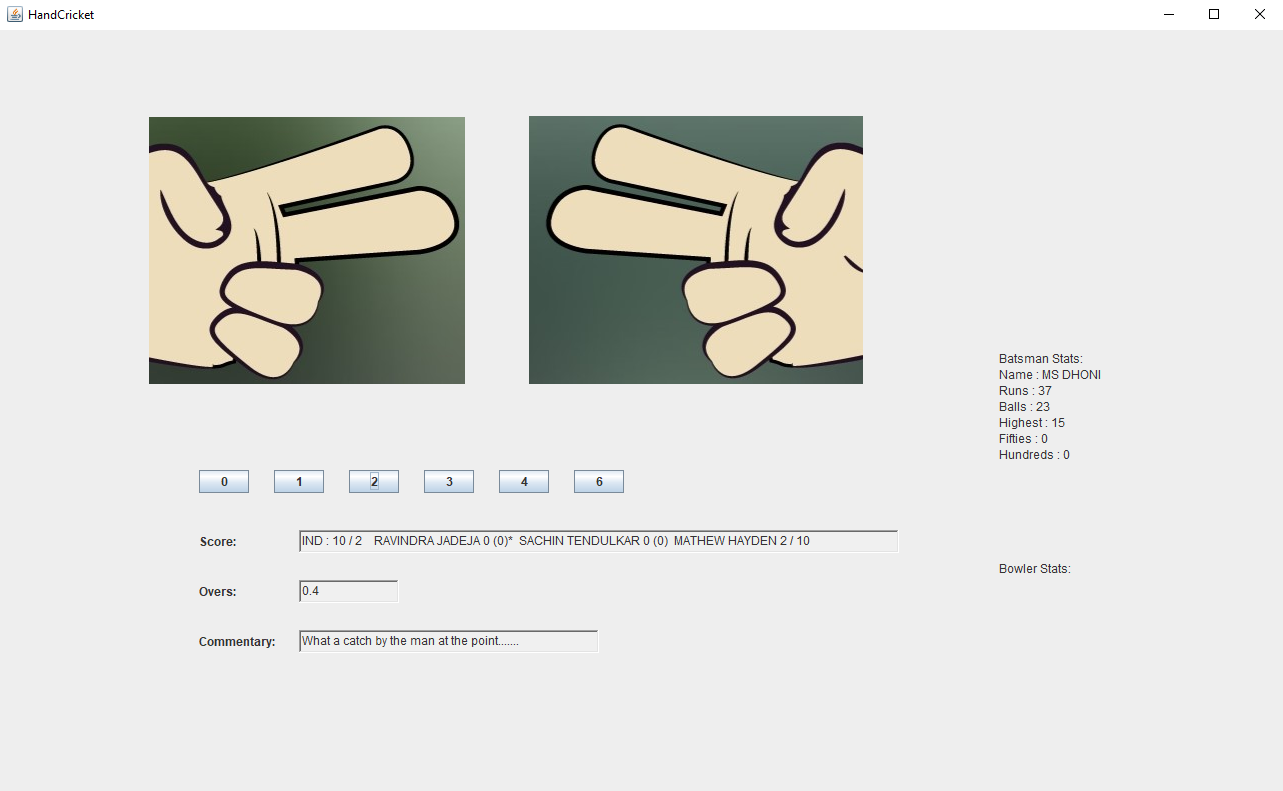 HandCricket
Batsman Stats:
Name : MS DHONI
Runs : 37
Balls : 23
Highest : 15
Fifties : 0
Hundreds : 0
0 1 2 3 4 6
Score: IND : 10 / 2 RAVINDRA JADEJA 0 (0)* SACHIN TENDULKAR 0 (0) MATHEW HAYDEN 2 / 10
Bowler Stats:
Overs: 0.4
Commentary: What a catch by the man at the point.......